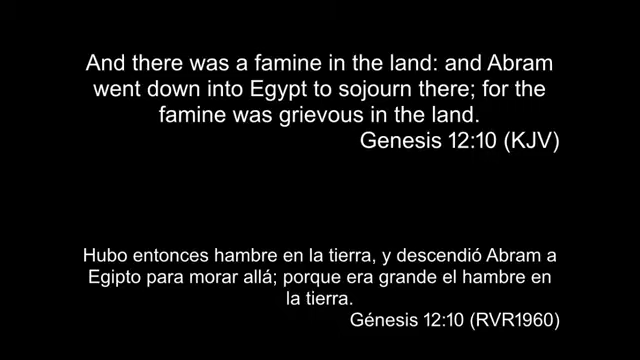 And there was a famine in the land: and Abram
went down into Egypt to sojourn there; for the
famine was grievous in the land.
Genesis 12:10 (KJV)
Hubo entonces hambre en la tierra, y descendió Abram a
Egipto para morar allá; porque era grande el hambre en
la tierra.
Génesis 12:10 (RVR1960)